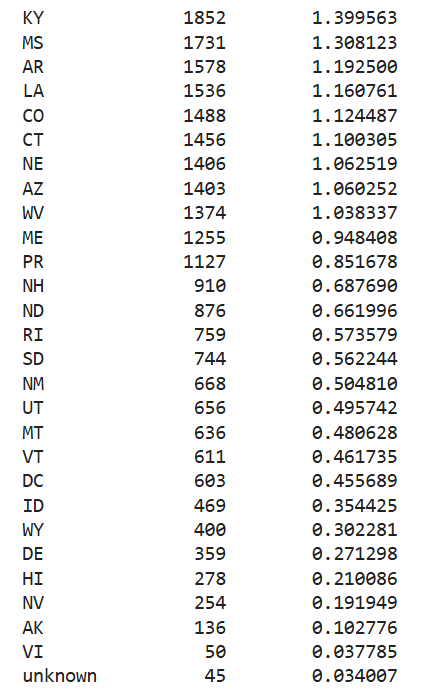 KY 1852 1.399563
MS 1731 1.308123
AR 1578 1.192500
LA 1536 1.160761
CO 1488 1.124487
CT 1456 1.100305
NE 1406 1.062519
AZ 1403 1.060252
WV 1374 1.038337
ME 1255 0.948408
PR 1127 0.851678
NH 910 0.687690
ND 876 0.661996
RI 759 0.573579
SD 744 0.562244
NM 668 0.504810
UT 656 0.495742
MT 636 0.480628
VT 611 0.461735
DC 603 0.455689
ID 469 0.354425
WY 400 0.302281
DE 359 0.271298
HI 278 0.210086
NV 254 0.191949
AK 136 0.102776
VI 50 0.037785
unknown 45 0.034007